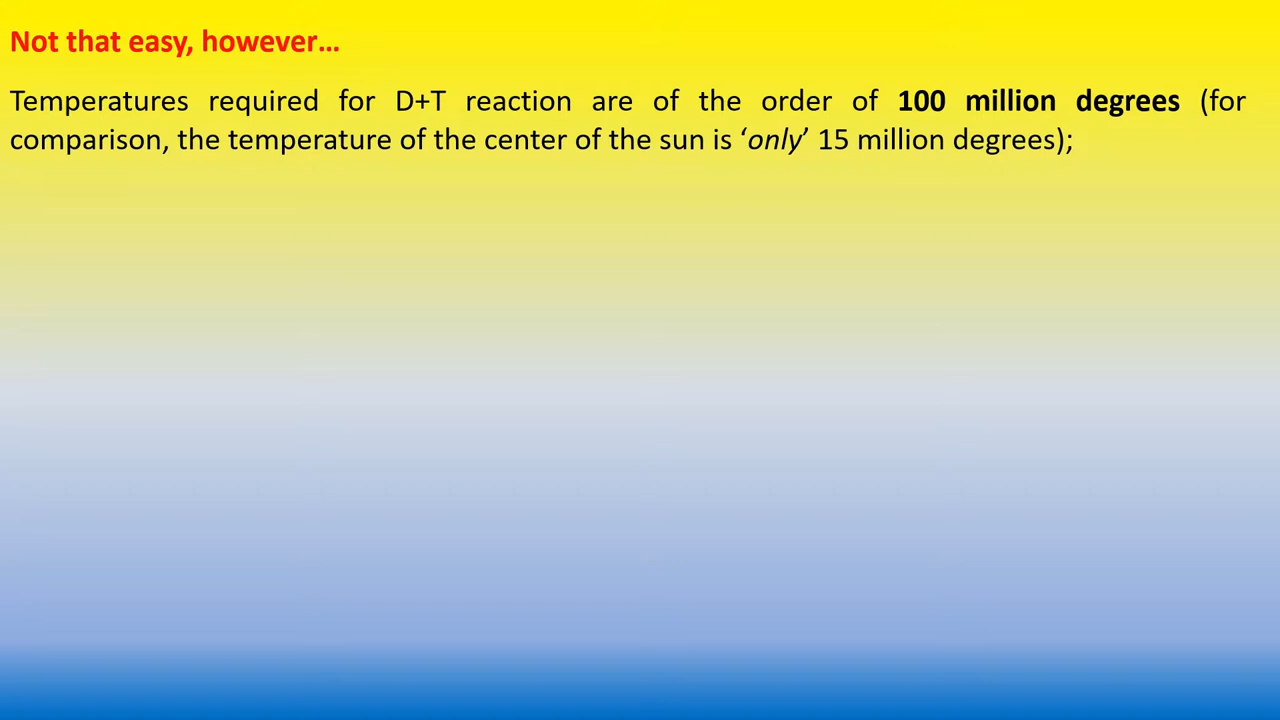 Not that easy, however…
Temperatures required for D+T reaction are of the order of 100 million degrees (for
comparison, the temperature of the center of the sun is ‘only’ 15 million degrees);